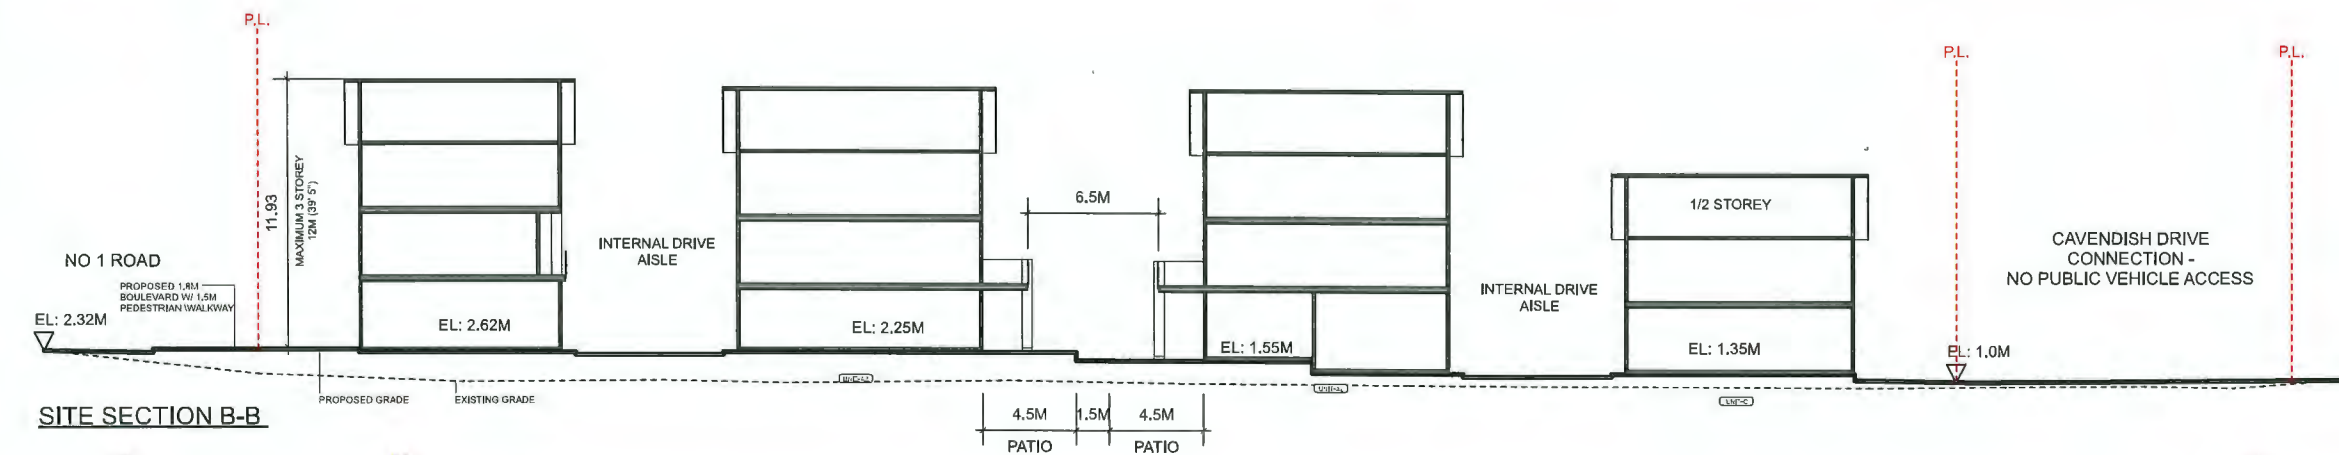 P.L.
P.L.
P.L.
11.93
MAXIMUM 3 STOREY
12M (39' 5")
6.5M
1/2 STOREY
NO 1 ROAD
INTERNAL DRIVE
AISLE
CAVENDISH DRIVE
CONNECTION -
NO PUBLIC VEHICLE ACCESS
PROPOSED 1.8M
BOULEVARD W/ 1.5M
PEDESTRIAN WALKWAY
INTERNAL DRIVE
AISLE
EL: 2.32M
EL: 2.62M
EL: 2.25M
EL: 1.55M
EL: 1.35M
EL: 1.0M
PROPOSED GRADE
EXISTING GRADE
UNIT-C
SITE SECTION B-B
4.5M
1.5M
4.5M
PATIO
PATIO